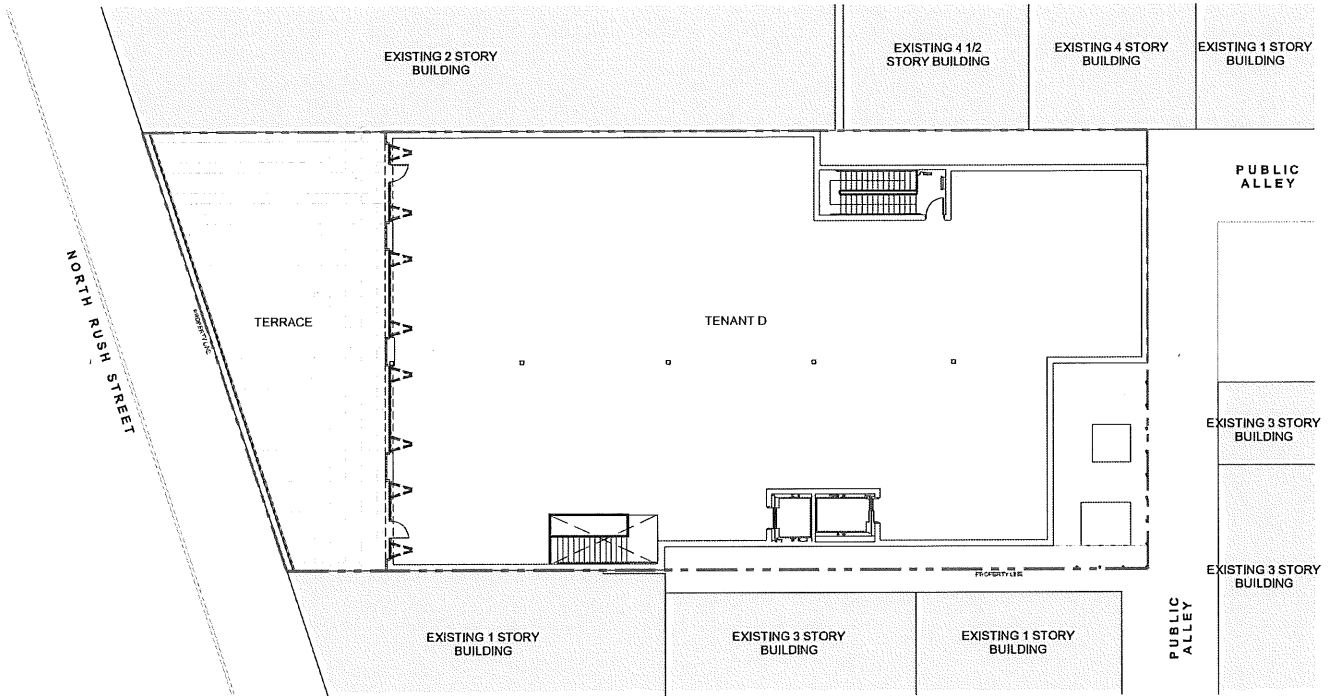 EXISTING 2 STORY
BUILDING
EXISTING 4 1/2
STORY BUILDING
EXISTING 4 STORY
BUILDING
EXISTING 1 STORY
BUILDING
PUBLIC
ALLEY
NORTH RUSH STREET
PROPERTY LINE
TERRACE
TENANT D
EXISTING 3 STORY
BUILDING
PROPERTY LINE
EXISTING 3 STORY
BUILDING
PUBLIC
ALLEY
EXISTING 1 STORY
BUILDING
EXISTING 3 STORY
BUILDING
EXISTING 1 STORY
BUILDING